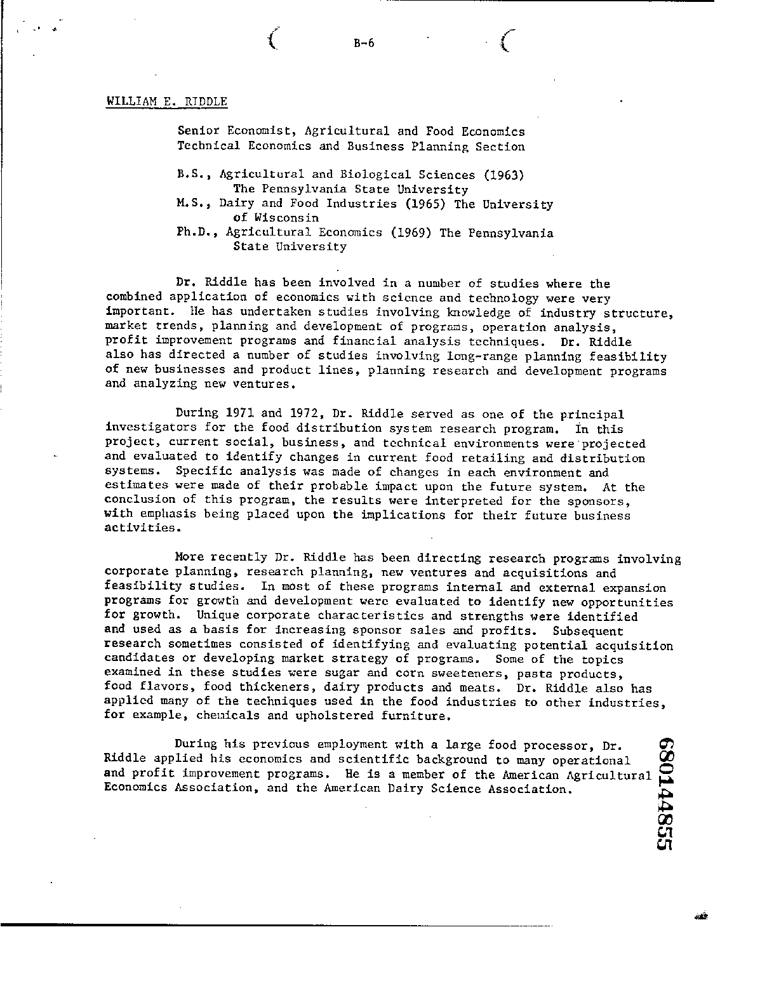 B-6
WILLIAM E. RIDDLE
Senior Economist, Agricultural and Food Economics
Technical Economics and Business Planning Section
B.S., Agricultural and Biological Sciences (1963)
The Pennsylvania State University
M.S., Dairy and Food Industries (1965) The University
of Wisconsin
Ph.D., Agricultural Economics (1969) The Pennsylvania
State University
Dr. Riddle has been involved in a number of studies where the
combined application of economics with science and technology were very
important. He has undertaken studies involving knowledge of industry structure,
market trends, planning and development of programs, operation analysis,
profit improvement programs and financial analysis techniques. Dr. Riddle
also has directed a number of studies involving long-range planning feasibility
of new businesses and product lines, planning research and development programs
and analyzing new ventures.
During 1971 and 1972, Dr. Riddle served as one of the principal
investigators for the food distribution system research program. In this
project, current social, business, and technical environments were projected
and evaluated to identify changes in current food retailing and distribution
systems. Specific analysis was made of changes in each environment and
estimates were made of their probable impact upon the future system. At the
conclusion of this program, the results were interpreted for the sponsors,
with emphasis being placed upon the implications for their future business
activities.
More recently Dr. Riddle has been directing research programs involving
corporate planning, research planning, new ventures and acquisitions and
feasibility studies. In most of these programs internal and external expansion
programs for growth and development were evaluated to identify new opportunities
for growth. Unique corporate characteristics and strengths were identified
and used as a basis for increasing sponsor sales and profits. Subsequent
research sometimes consisted of identifying and evaluating potential acquisition
candidates or developing market strategy of programs. Some of the topics
examined in these studies were sugar and corn sweeteners, pasta products,
food flavors, food thickeners, dairy products and meats. Dr. Riddle also has
applied many of the techniques used in the food industries to other industries,
for example, chemicals and upholstered furniture.
During his previous employment with a large food processor, Dr.
Riddle applied his economics and scientific background to many operational
and profit improvement programs. He is a member of the American Agricultural
Economics Association, and the American Dairy Science Association.
680144855